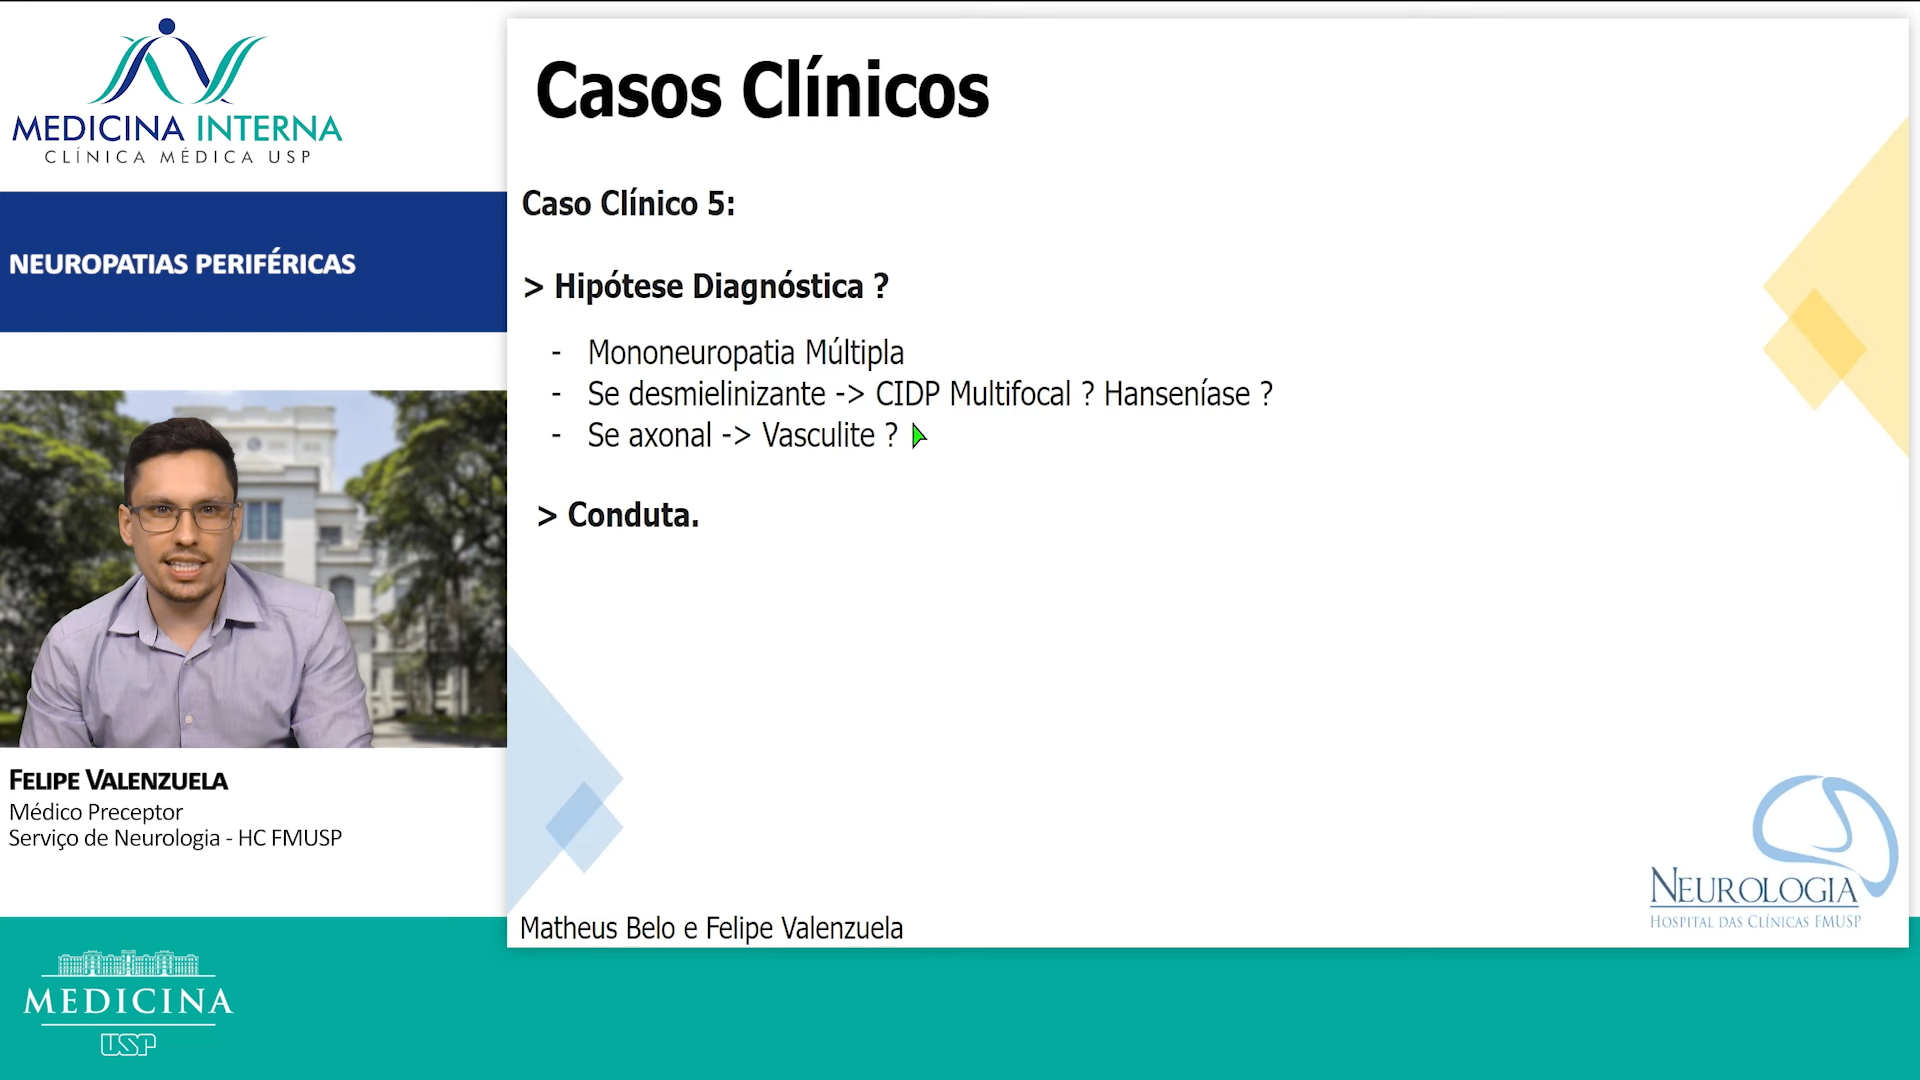 MEDICINA INTERNA
CLÍNICA MÉDICA USP
NEUROPATIAS PERIFÉRICAS
FELIPE VALENZUELA
Médico Preceptor
Serviço de Neurologia - HC FMUSP
MEDICINA
USP
Casos Clínicos
Caso Clínico 5:
> Hipótese Diagnóstica ?
- Mononeuropatia Múltipla
- Se desmielinizante -> CIDP Multifocal ? Hanseníase ?
- Se axonal -> Vasculite ?
> Conduta.
NEUROLOGIA
HOSPITAL DAS CLÍNICAS FMUSP
Matheus Belo e Felipe Valenzuela